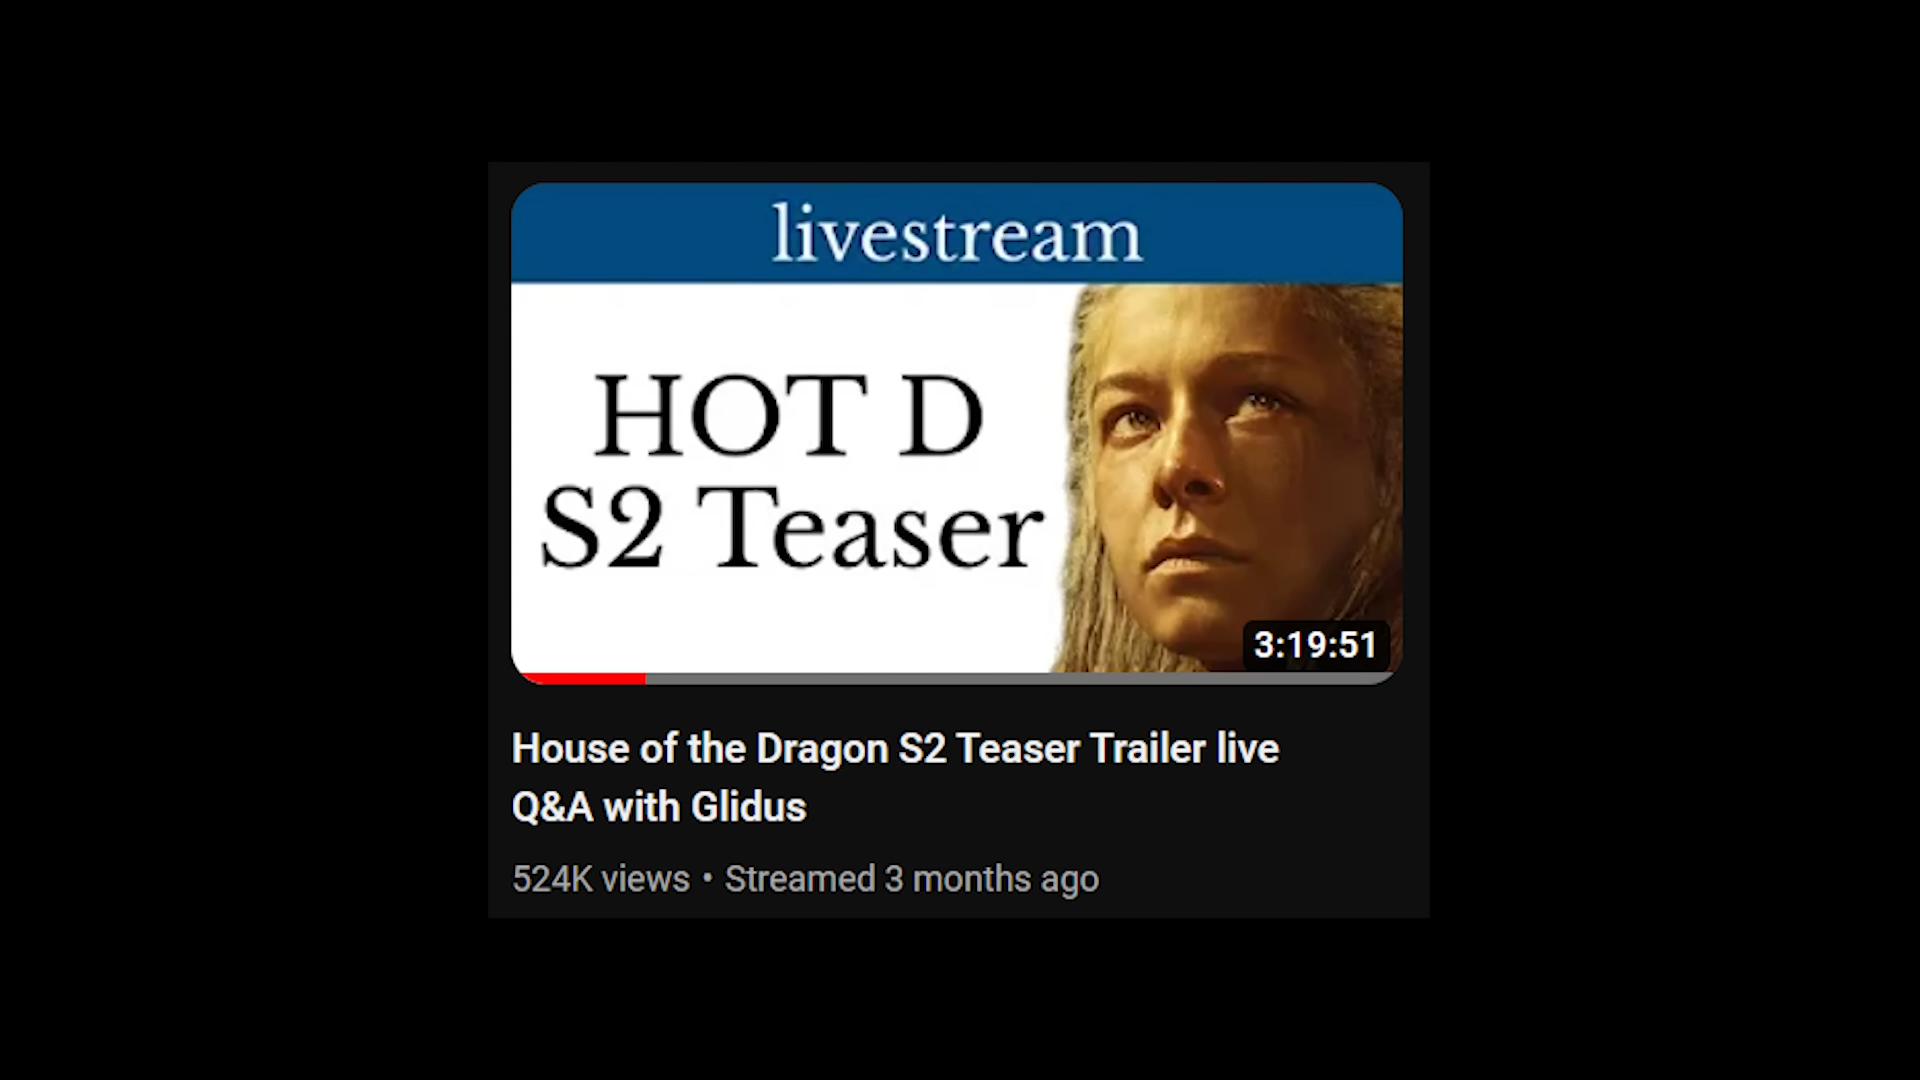 livestream
HOT D
S2 Teaser
3:19:51
House of the Dragon S2 Teaser Trailer live
Q&A with Glidus
524K views • Streamed 3 months ago